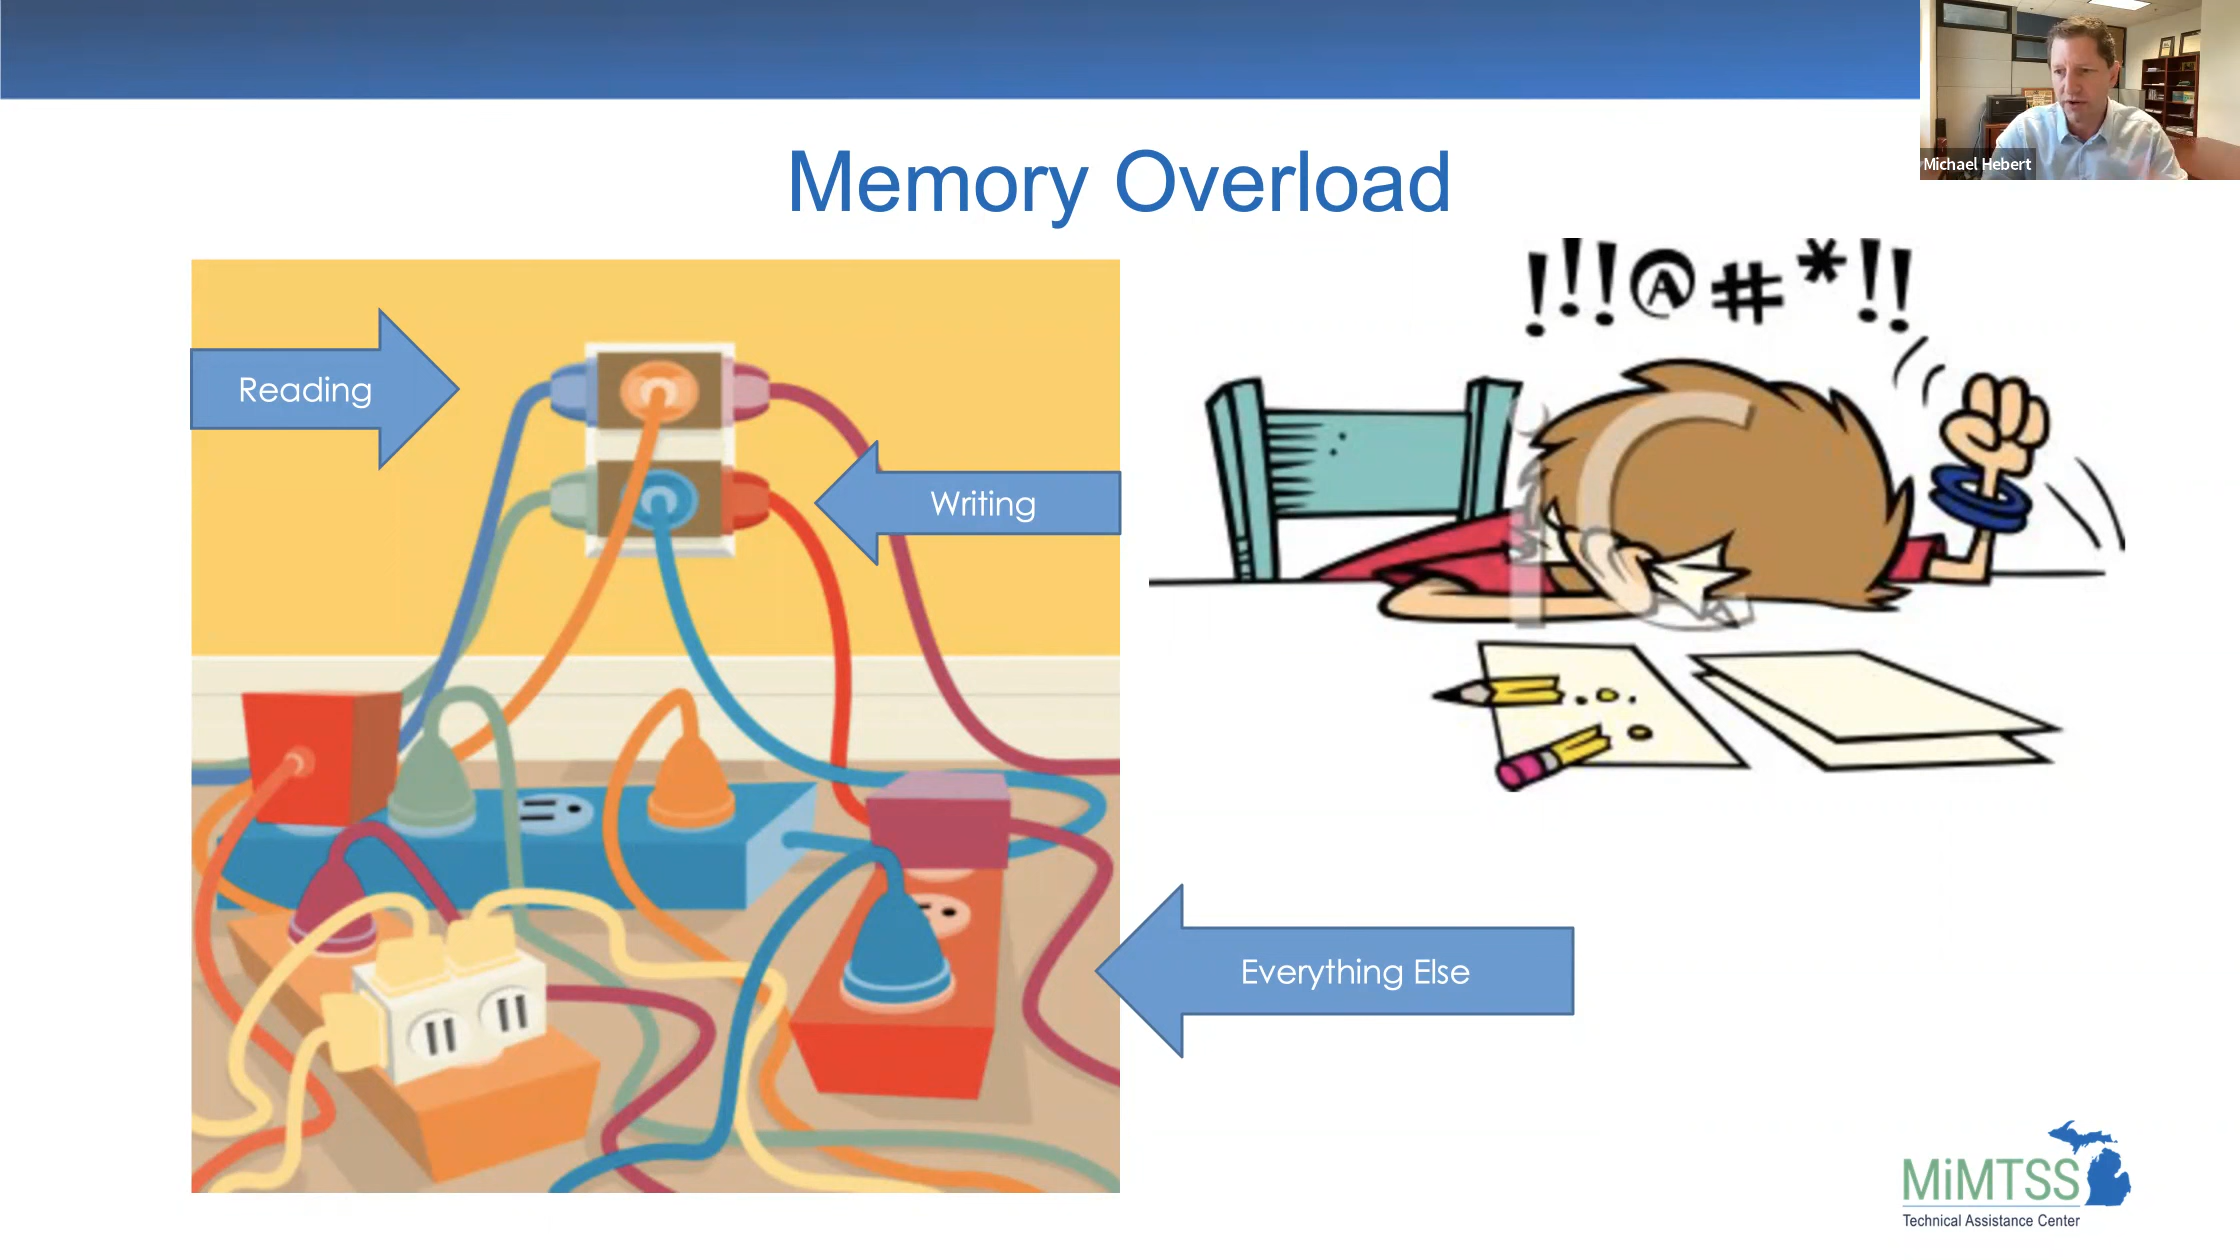 Michael Hebert
Memory Overload
!!!@#*!!
Reading
Writing
Everything Else
MiMTSS
Technical Assistance Center